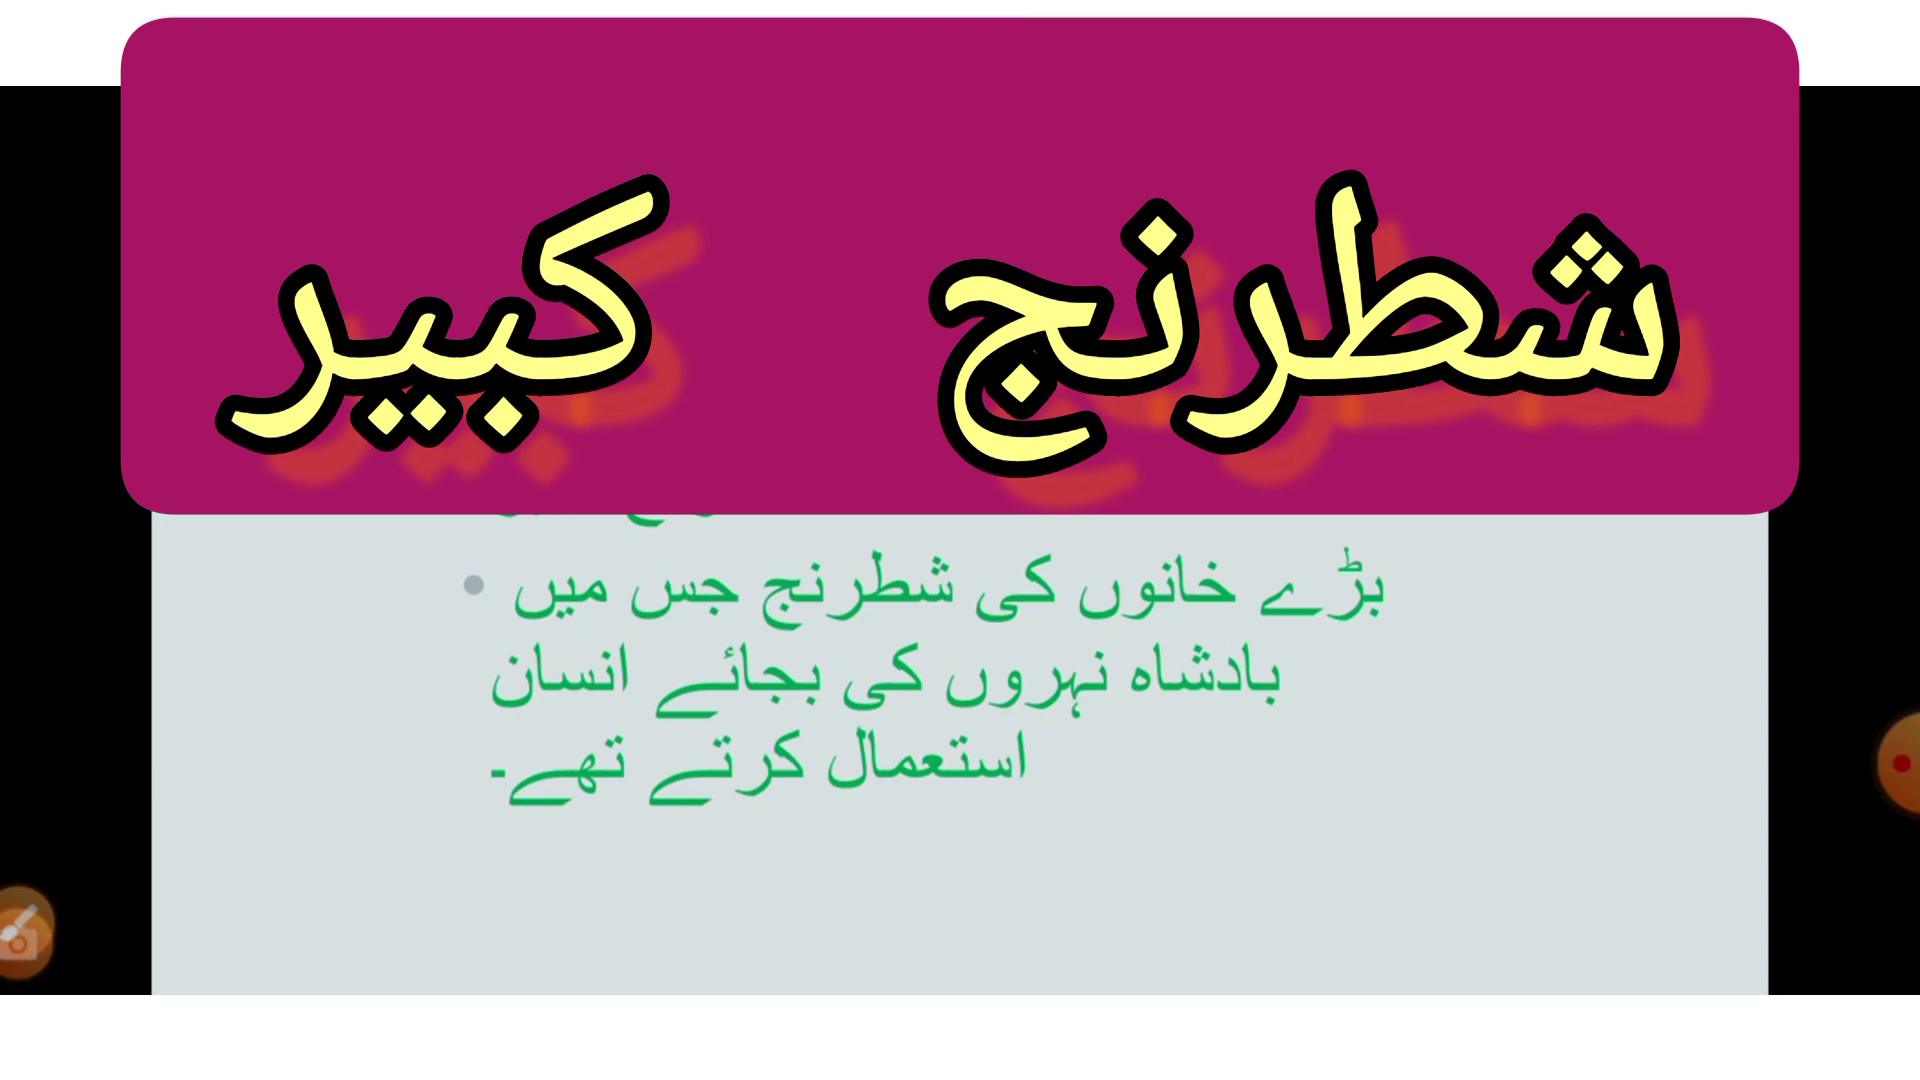 شطرنج کبیر
بڑے خانوں کی شطرنج جس میں
بادشاہ نہروں کی بجائے انسان
استعمال کرتے تھے۔